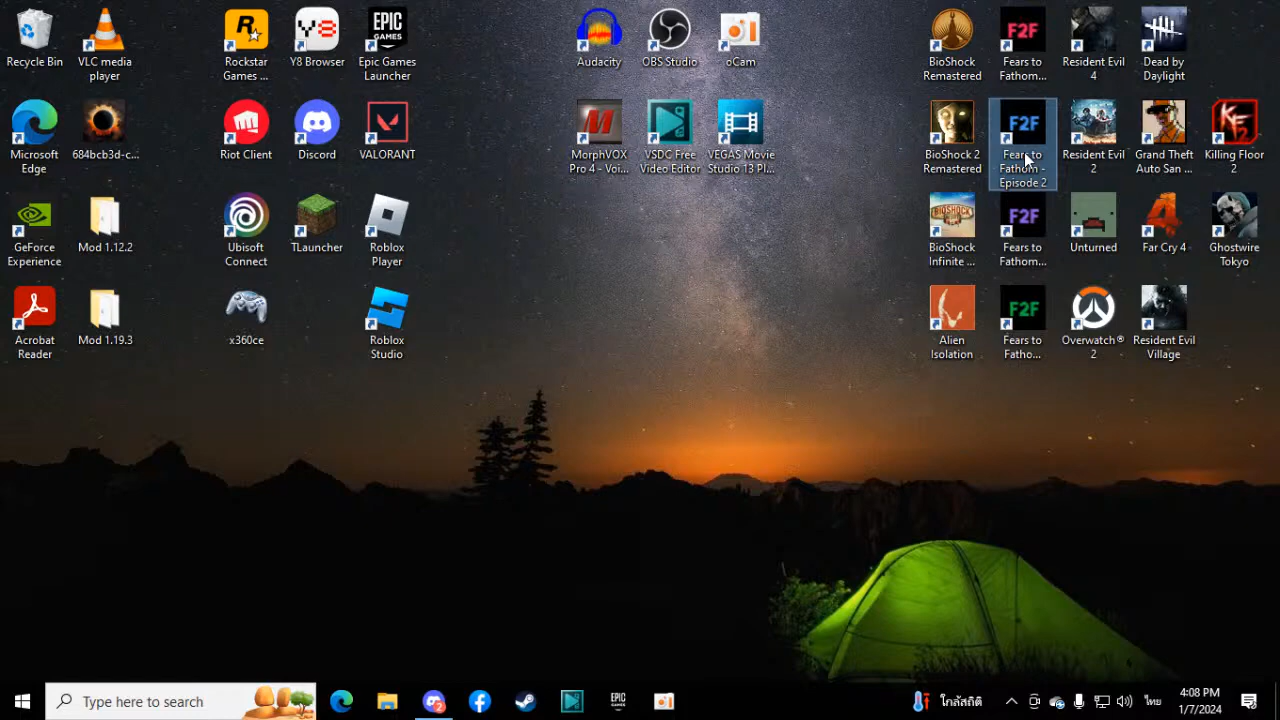 Recycle Bin
VLC media
player
Rockstar
Games ...
Y8 Browser
Epic Games
Launcher
Audacity
OBS Studio
oCam
BioShock
Remastered
Fears to
Fathom...
Resident Evil
4
Dead by
Daylight
Microsoft
Edge
684bcb3d-c...
Riot Client
Discord
VALORANT
MorphVOX
Pro 4 - Voi...
VSDC Free
Video Editor
VEGAS Movie
Studio 13 Pl...
BioShock 2
Remastered
Fears to
Fathom -
Episode 2
Resident Evil
2
Grand Theft
Auto San ...
Killing Floor
2
GeForce
Experience
Mod 1.12.2
Ubisoft
Connect
TLauncher
Roblox
Player
BioShock
Infinite ...
Fears to
Fathom...
Unturned
Far Cry 4
Ghostwire
Tokyo
Acrobat
Reader
Mod 1.19.3
x360ce
Roblox
Studio
Alien
Isolation
Fears to
Fatho...
Overwatch®
2
Resident Evil
Village
Type here to search
ใกล้สถิติ
ไทย
4:08 PM
1/7/2024